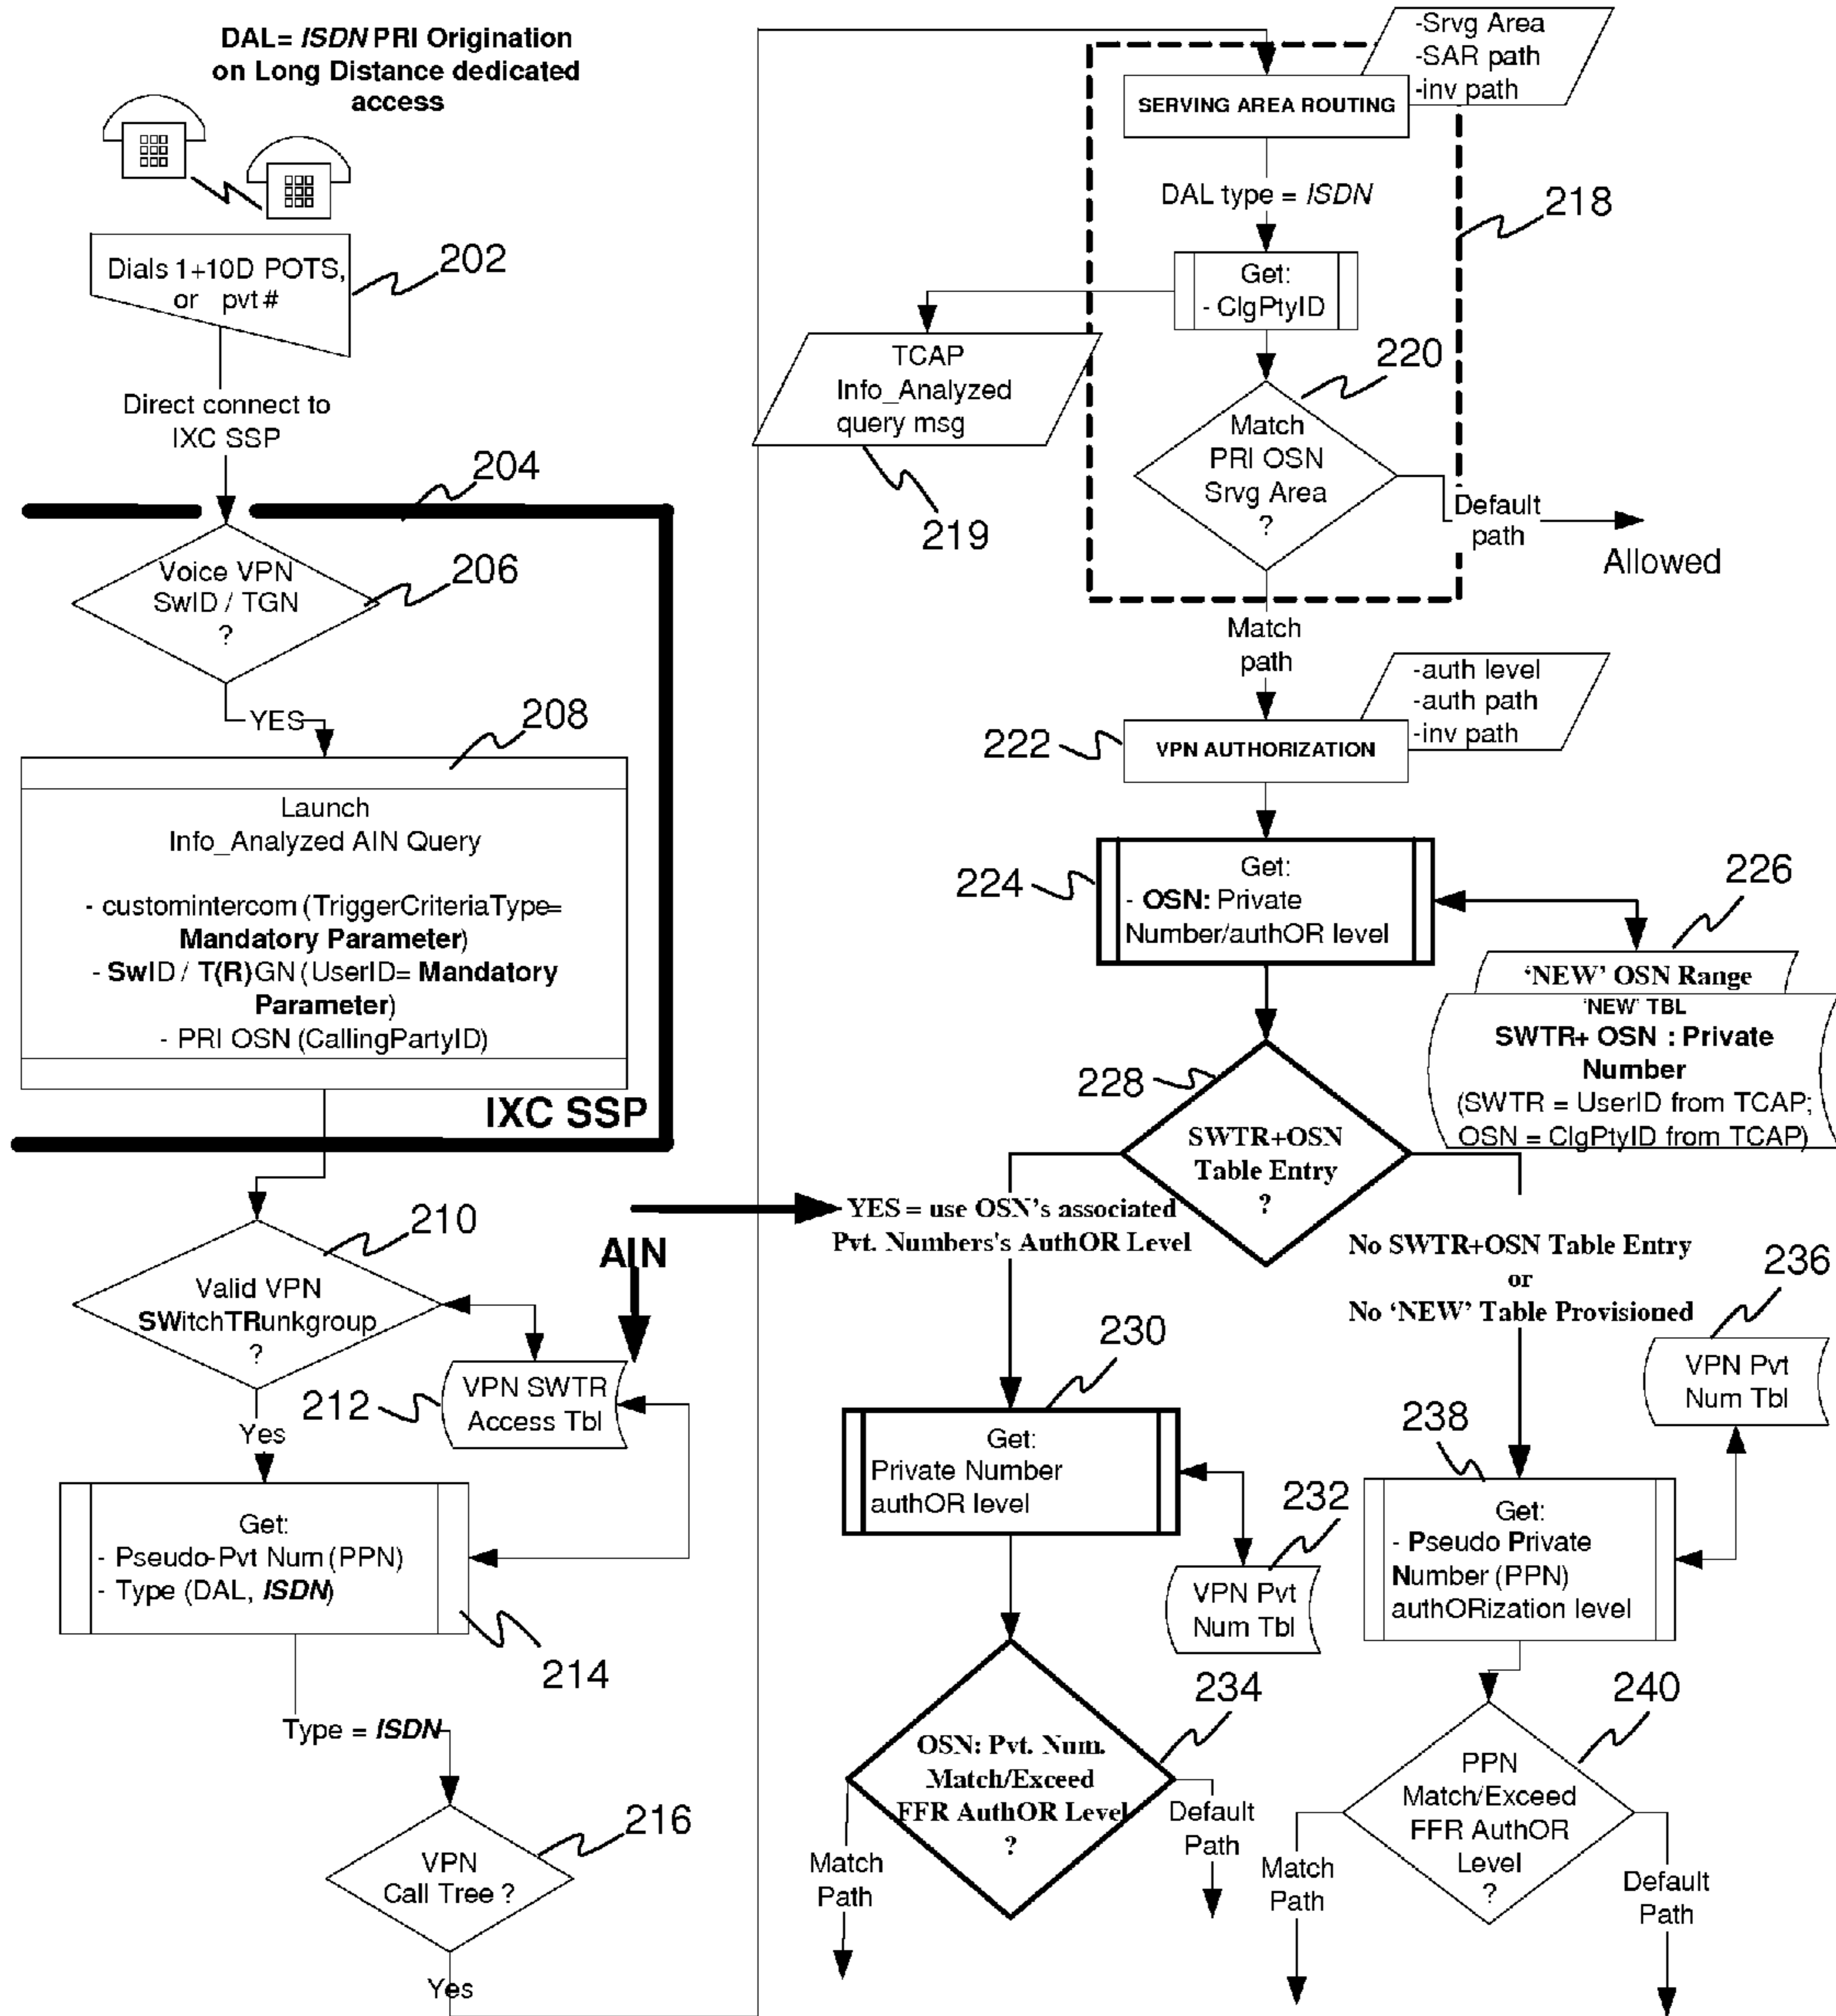 DAL= ISDN PRI Origination
on Long Distance dedicated
access
Dials 1+10D POTS,
or pvt #
202
Direct connect to
IXC SSP
204
Voice VPN
SwID / TGN
?
206
YES
208
Launch
Info_Analyzed AIN Query
- customintercom (TriggerCriteriaType=
Mandatory Parameter)
- SwID / T(R)GN (UserID= Mandatory
Parameter)
- PRI OSN (CallingPartyID)
IXC SSP
210
Valid VPN
SWitchTRunkgroup
?
AIN
212
VPN SWTR
Access Tbl
Yes
Get:
- Pseudo-Pvt Num (PPN)
- Type (DAL, ISDN)
214
Type = ISDN
216
VPN
Call Tree ?
Yes
-Srvg Area
-SAR path
-inv path
SERVING AREA ROUTING
DAL type = ISDN
218
Get:
- ClgPtyID
TCAP
Info_Analyzed
query msg
219
220
Match
PRI OSN
Srvg Area
?
Default
path
Allowed
Match
path
-auth level
-auth path
-inv path
222
VPN AUTHORIZATION
224
Get:
- OSN: Private
Number/authOR level
226
'NEW' OSN Range
'NEW' TBL
SWTR+ OSN : Private
Number
(SWTR = UserID from TCAP;
OSN = ClgPtyID from TCAP)
228
SWTR+OSN
Table Entry
?
YES = use OSN's associated
Pvt. Numbers's AuthOR Level
No SWTR+OSN Table Entry
or
No 'NEW' Table Provisioned
230
Get:
Private Number
authOR level
232
VPN Pvt
Num Tbl
234
OSN: Pvt. Num.
Match/Exceed
FFR AuthOR Level
?
Match
Path
Default
Path
236
VPN Pvt
Num Tbl
238
Get:
- Pseudo Private
Number (PPN)
authORization level
240
PPN
Match/Exceed
FFR AuthOR
Level
?
Match
Path
Default
Path